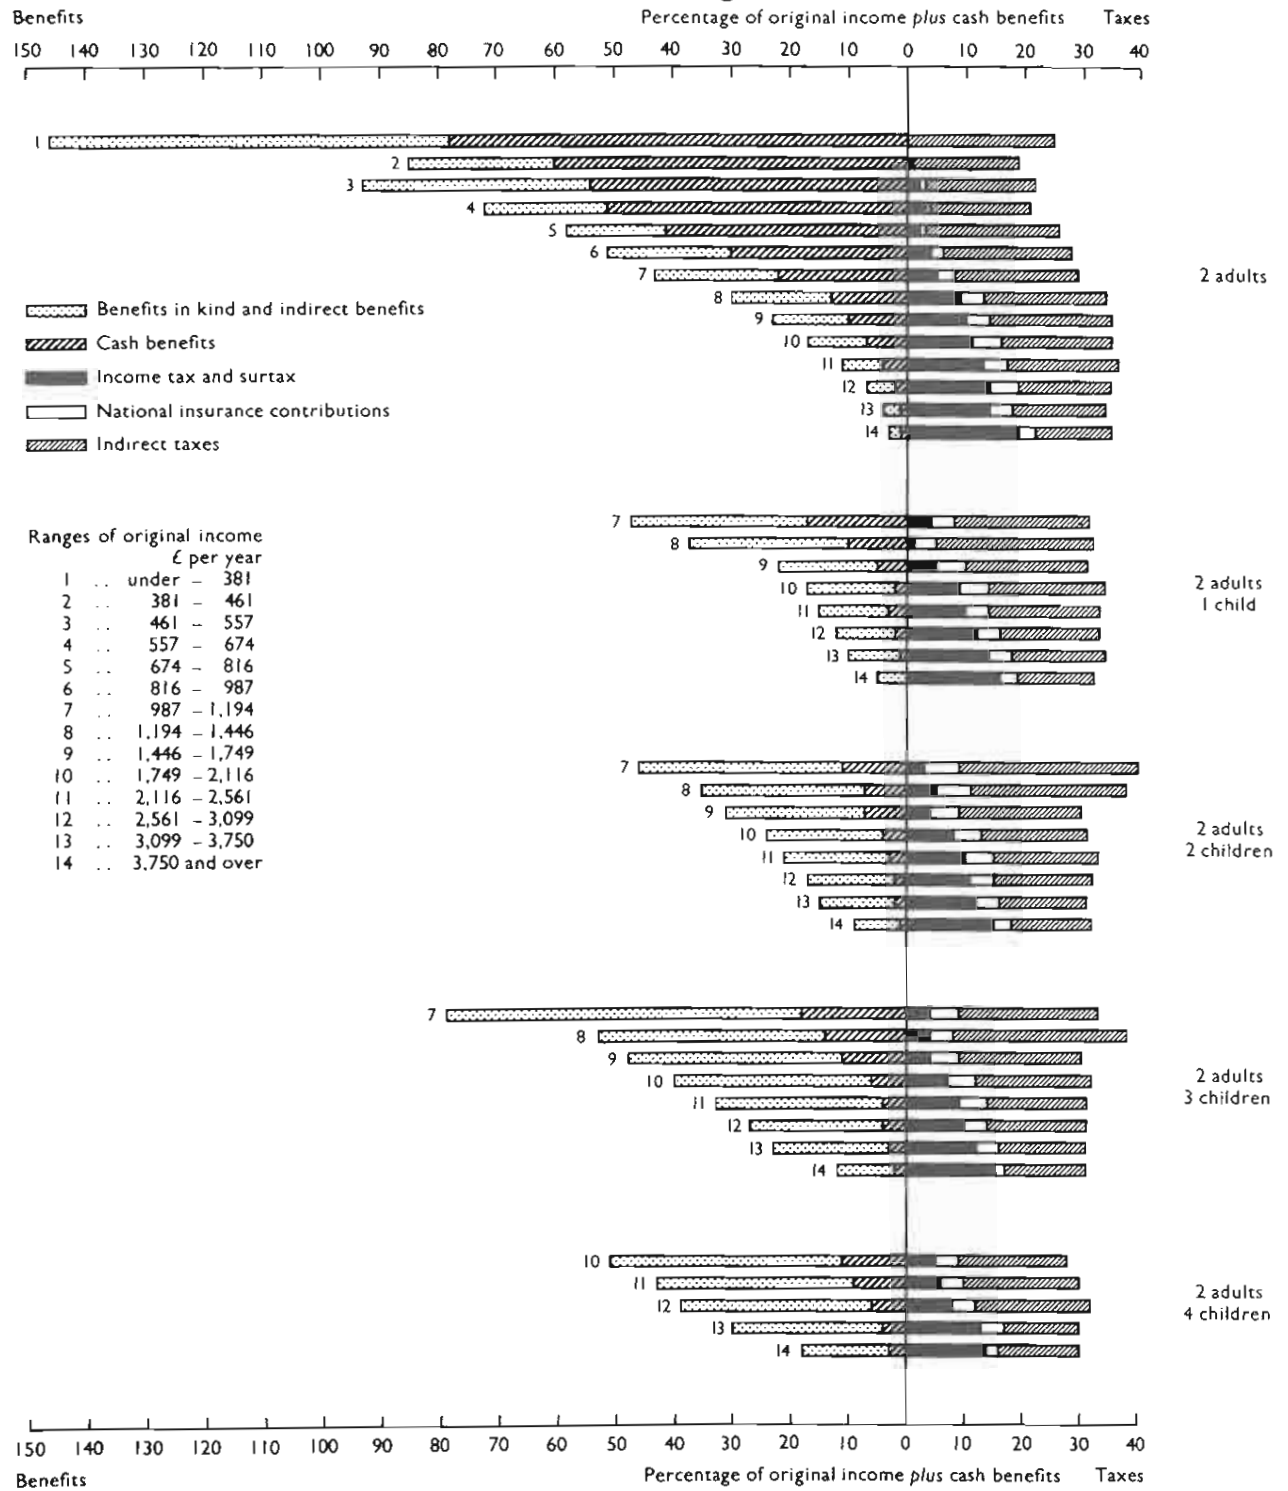 Benefits Percentage of original income plus cash benefits Taxes
150 140 130 120 110 100 90 80 70 60 50 40 30 20 10 0 10 20 30 40
1
2
3
4
5
6
7
8
9
10
11
12
13
14
2 adults
Benefits in kind and indirect benefits
Cash benefits
Income tax and surtax
National insurance contributions
Indirect taxes
7
8
9
10
11
12
13
14
2 adults
1 child
Ranges of original income
£ per year
1 .. under – 381
2 .. 381 – 461
3 .. 461 – 557
4 .. 557 – 674
5 .. 674 – 816
6 .. 816 – 987
7 .. 987 – 1,194
8 .. 1,194 – 1,446
9 .. 1,446 – 1,749
10 .. 1,749 – 2,116
11 .. 2,116 – 2,561
12 .. 2,561 – 3,099
13 .. 3,099 – 3,750
14 .. 3,750 and over
7
8
9
10
11
12
13
14
2 adults
2 children
7
8
9
10
11
12
13
14
2 adults
3 children
10
11
12
13
14
2 adults
4 children
150 140 130 120 110 100 90 80 70 60 50 40 30 20 10 0 10 20 30 40
Benefits Percentage of original income plus cash benefits Taxes